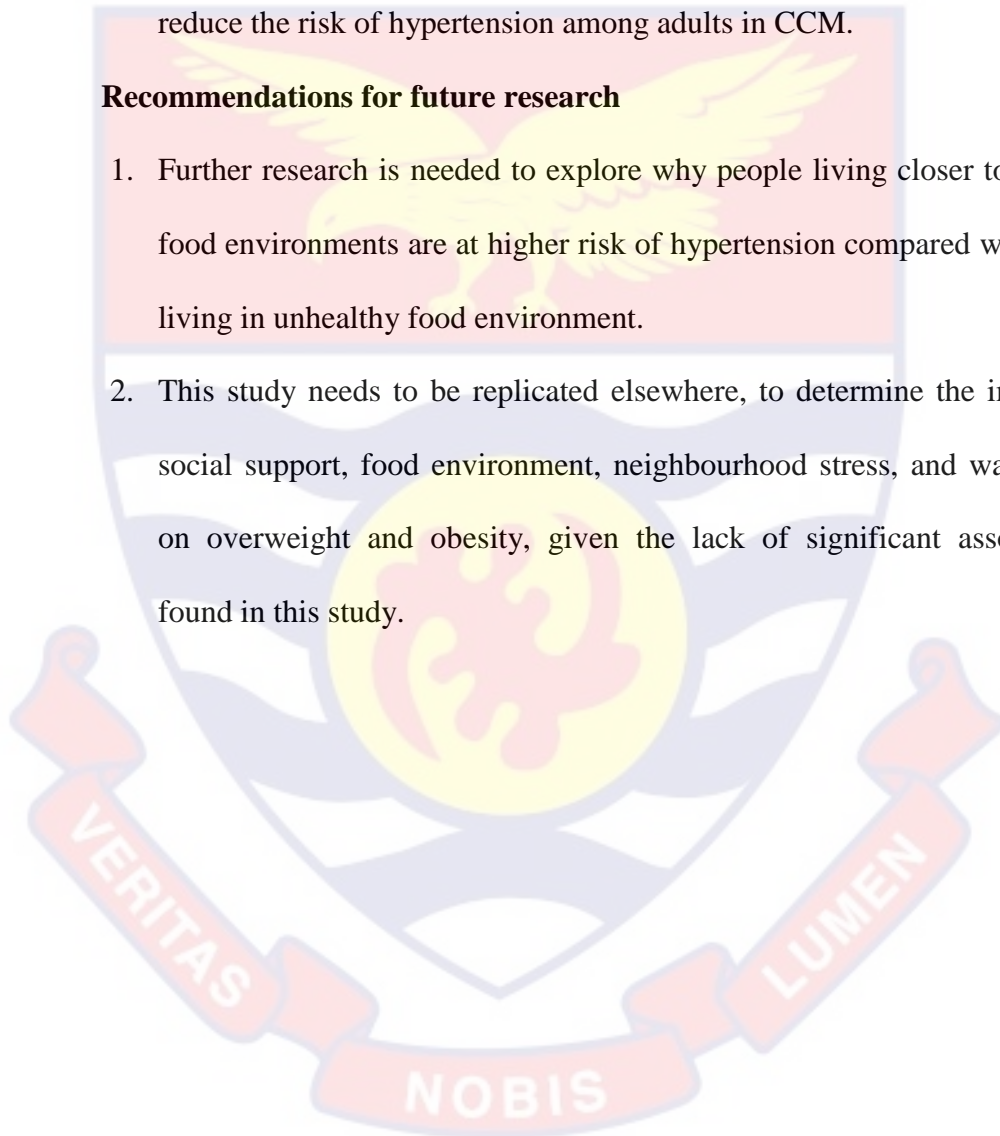 reduce the risk of hypertension among adults in CCM.
Recommendations for future research
1. Further research is needed to explore why people living closer to
food environments are at higher risk of hypertension compared w
living in unhealthy food environment.
2. This study needs to be replicated elsewhere, to determine the i
social support, food environment, neighbourhood stress, and wa
on overweight and obesity, given the lack of significant ass
found in this study.
VERITAS
NOBIS
LUMEN